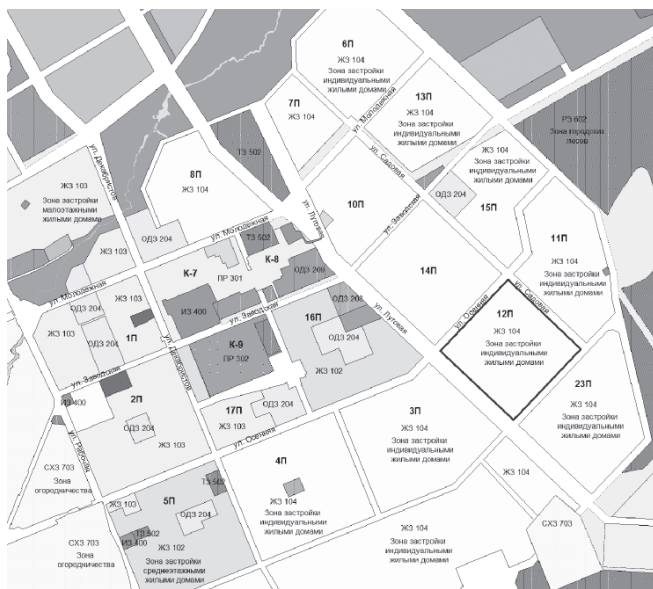 6П
ЖЗ 104
Зона застройки
индивидуальными
жилыми домами
7П
ЖЗ 104
ул. Молодежная
13П
ЖЗ 104
Зона застройки
индивидуальными
жилыми домами
РЗ 602
Зона городских
лесов
ул. Декабристов
ТЗ 502
ул. Садовая
ЖЗ 104
Зона застройки
индивидуальными
жилыми домами
8П
ЖЗ 104
ЖЗ 103
Зона застройки
малоэтажными
жилыми домами
10П
ул. Заводская
ОДЗ 204
15П
ул. Луговая
ул. Молодежная
ОДЗ 204
ЖЗ 103
ТЗ 502
11П
ЖЗ 104
Зона застройки
индивидуальными
жилыми домами
К-7
К-8
ПР 301
ОДЗ 208
14П
ул. Молодежная
ЖЗ 103
ОДЗ 204
ИЗ 400
ул. Заводская
16П
ОДЗ 208
ул. Луговая
ул. Осенняя
ул. Садовая
12П
ЖЗ 104
Зона застройки
индивидуальными
жилыми домами
ЖЗ 103
1П
ОДЗ 204
К-9
ПР 302
ОДЗ 204
ЖЗ 102
ул. Заводская
ул. Декабристов
23П
ЖЗ 104
Зона застройки
индивидуальными
жилыми домами
ИЗ 400
2П
ОДЗ 204
ЖЗ 103
17П
ЖЗ 103
ОДЗ 204
3П
ЖЗ 104
Зона застройки
индивидуальными
жилыми домами
ул. Рабочая
ул. Осенняя
СХЗ 703
Зона
огородничества
4П
ЖЗ 104
Зона застройки
индивидуальными
жилыми домами
ЖЗ 104
5П
ТЗ 502
ЖЗ 103
ОДЗ 204
ТЗ 502
ИЗ 400
ЖЗ 102
Зона застройки
среднеэтажными
жилыми домами
СХЗ 703
Зона
огородничества
ЖЗ 104
Зона застройки
индивидуальными
жилыми домами
СХЗ 703